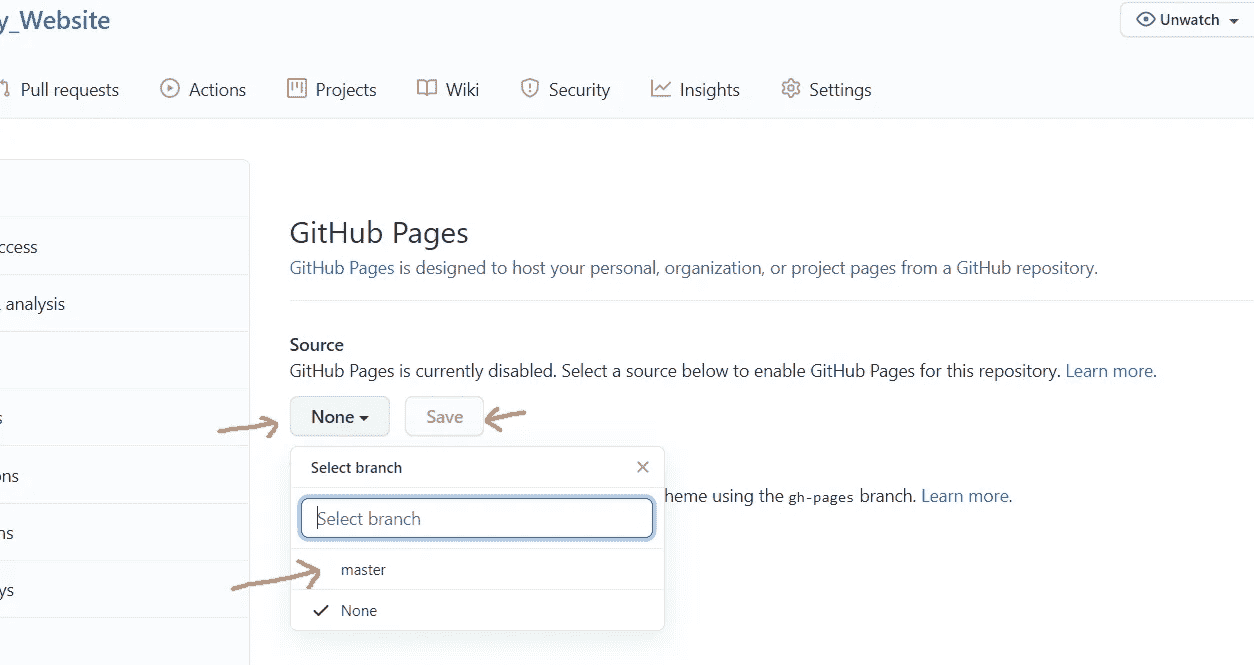 y_Website
Unwatch
Pull requests Actions Projects Wiki Security Insights Settings
GitHub Pages
ccess
GitHub Pages is designed to host your personal, organization, or project pages from a GitHub repository.
analysis
Source
GitHub Pages is currently disabled. Select a source below to enable GitHub Pages for this repository. Learn more.
None Save
s
Select branch
ns
Select branch
heme using the gh-pages branch. Learn more.
ns
master
ys
None